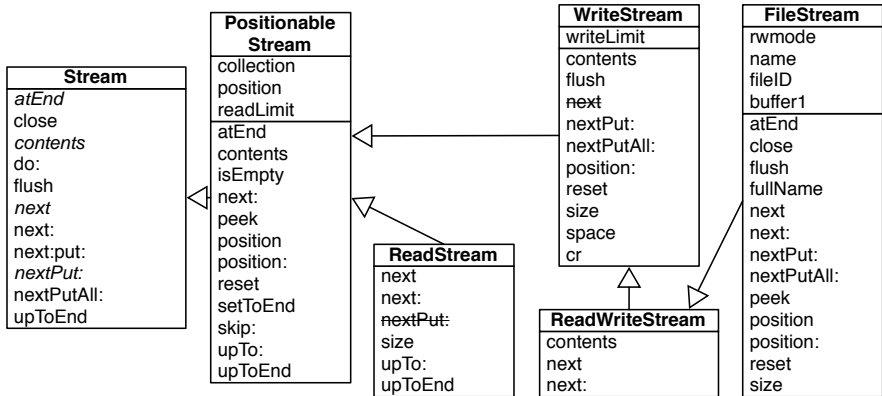 Stream
atEnd
close
contents
do:
flush
next
next:
next:put:
nextPut:
nextPutAll:
upToEnd
Positionable
Stream
collection
position
readLimit
atEnd
contents
isEmpty
next:
peek
position
position:
reset
setToEnd
skip:
upTo:
upToEnd
ReadStream
next
next:
nextPut:
size
upTo:
upToEnd
WriteStream
writeLimit
contents
flush
next
nextPut:
nextPutAll:
position:
reset
size
space
cr
ReadWriteStream
contents
next
next:
FileStream
rwmode
name
fileID
buffer1
atEnd
close
flush
fullName
next
next:
nextPut:
nextPutAll:
peek
position
position:
reset
size